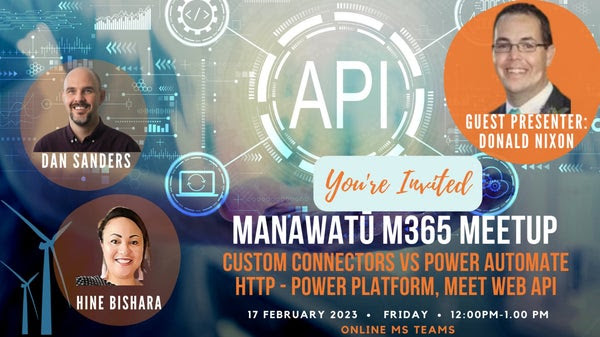 API
GUEST PRESENTER:
DONALD NIXON
DAN SANDERS
You're Invited
MANAWATŪ M365 MEETUP
CUSTOM CONNECTORS VS POWER AUTOMATE
HTTP - POWER PLATFORM, MEET WEB API
HINE BISHARA
17 FEBRUARY 2023 • FRIDAY • 12:00PM-1.00 PM
ONLINE MS TEAMS